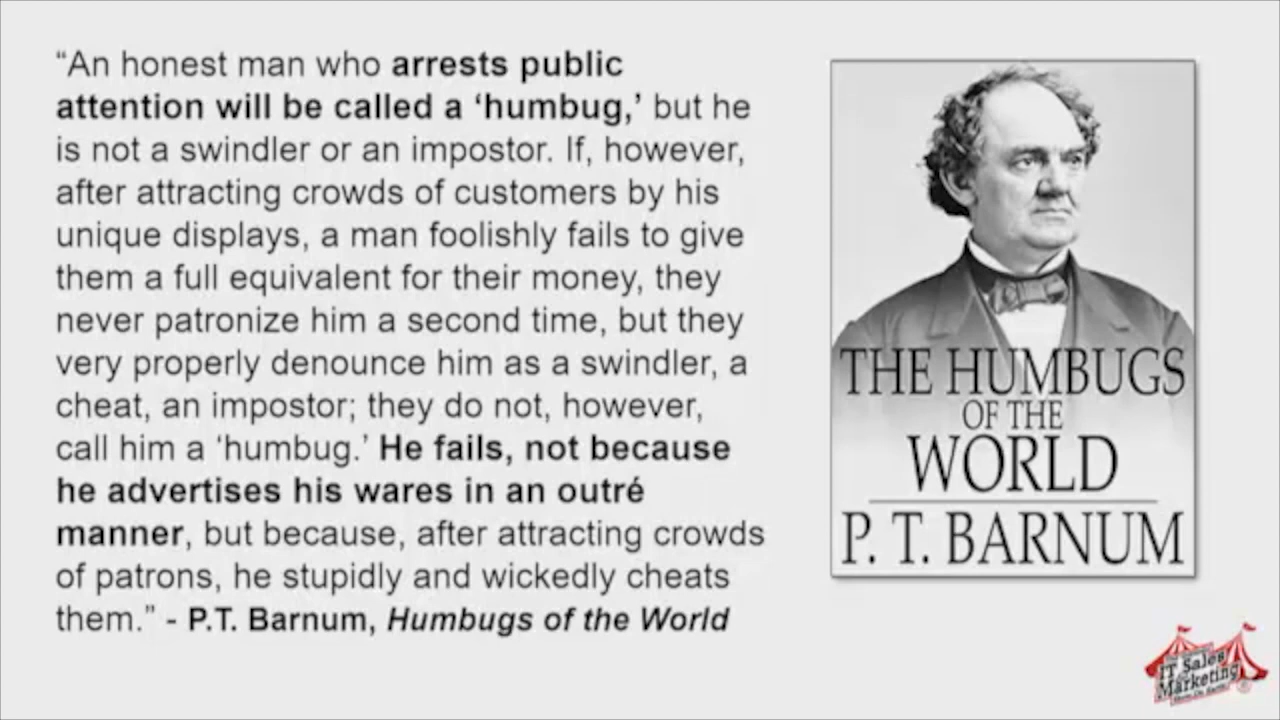 “An honest man who arrests public
attention will be called a ‘humbug,’ but he
is not a swindler or an impostor. If, however,
after attracting crowds of customers by his
unique displays, a man foolishly fails to give
them a full equivalent for their money, they
never patronize him a second time, but they
very properly denounce him as a swindler, a
cheat, an impostor; they do not, however,
call him a ‘humbug.’ He fails, not because
he advertises his wares in an outré
manner, but because, after attracting crowds
of patrons, he stupidly and wickedly cheats
them.” - P.T. Barnum, Humbugs of the World
THE HUMBUGS
OF THE
WORLD
P. T. BARNUM
IT Sales
Marketing